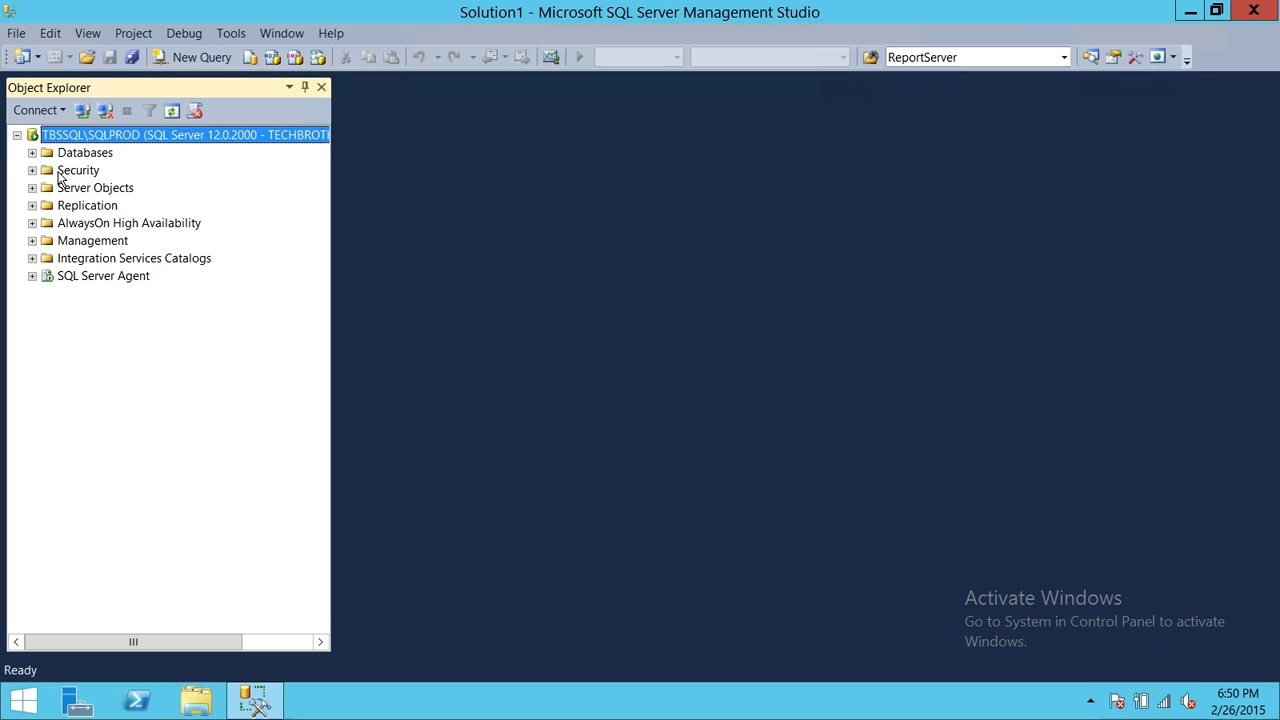 Solution1 - Microsoft SQL Server Management Studio
File Edit View Project Debug Tools Window Help
New Query ReportServer
Object Explorer
Connect
TBSSQL\SQLPROD (SQL Server 12.0.2000 - TECHBROT
Databases
Security
Server Objects
Replication
AlwaysOn High Availability
Management
Integration Services Catalogs
SQL Server Agent
Activate Windows
Go to System in Control Panel to activate
Windows.
Ready
6:50 PM
2/26/2015